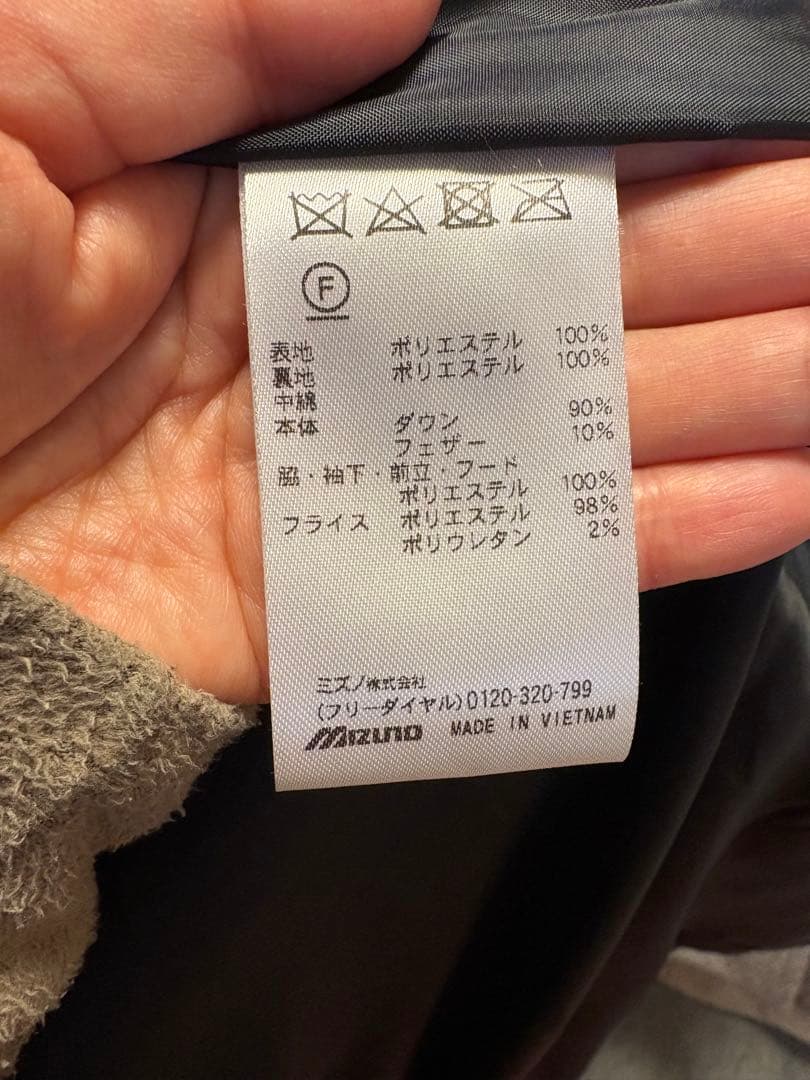 F
表地 ポリエステル 100%
裏地 ポリエステル 100%
中綿
本体 ダウン 90%
フェザー 10%
脇・袖下・前立・フード
ポリエステル 100%
フライス ポリエステル 98%
ポリウレタン 2%
ミズノ株式会社
(フリーダイヤル)0120-320-799
MIZUNO MADE IN VIETNAM